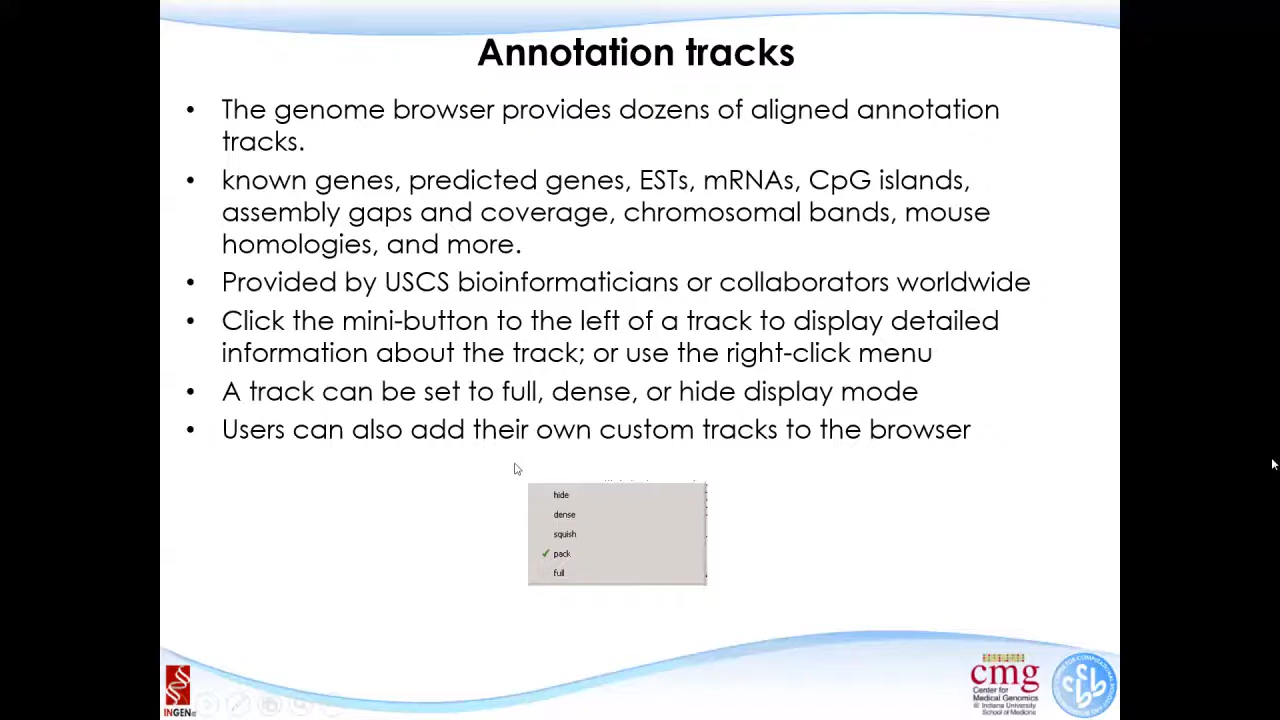 Annotation tracks
• The genome browser provides dozens of aligned annotation
tracks.
• known genes, predicted genes, ESTs, mRNAs, CpG islands,
assembly gaps and coverage, chromosomal bands, mouse
homologies, and more.
• Provided by USCS bioinformaticians or collaborators worldwide
• Click the mini-button to the left of a track to display detailed
information about the track; or use the right-click menu
• A track can be set to full, dense, or hide display mode
• Users can also add their own custom tracks to the browser
hide
dense
squish
✓ pack
full
INGEN
cmg
Center for
Medical Genomics
@ Indiana University
School of Medicine